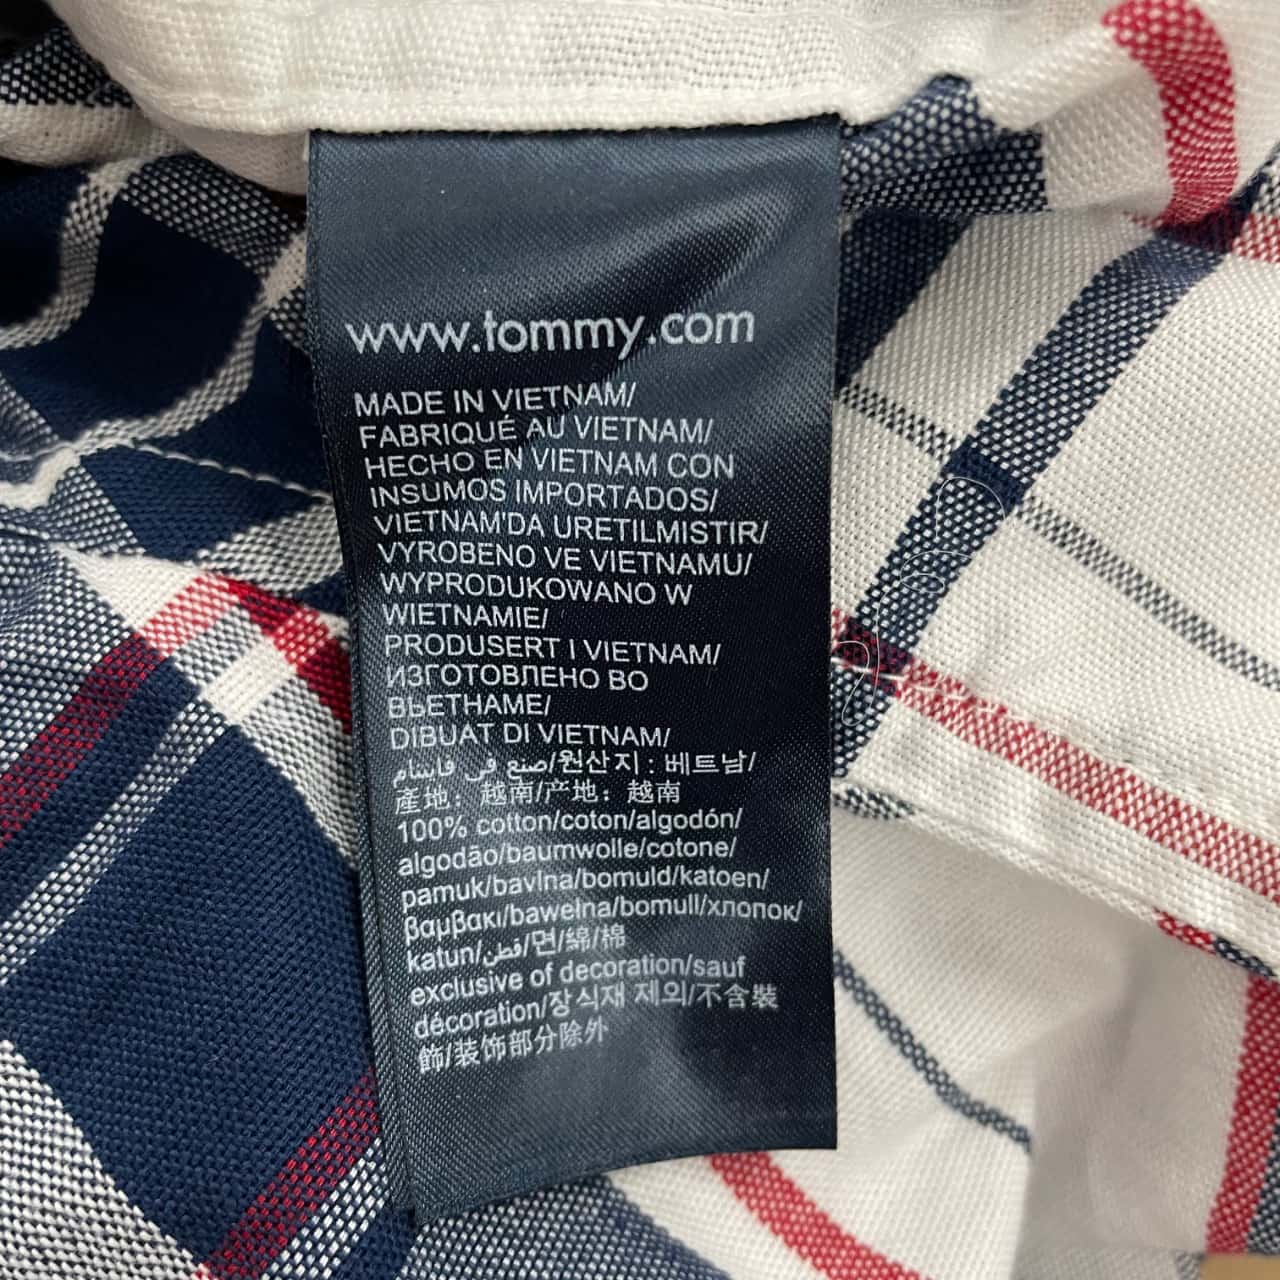 www.tommy.com
MADE IN VIETNAM/
FABRIQUÉ AU VIETNAM/
HECHO EN VIETNAM CON
INSUMOS IMPORTADOS/
VIETNAM'DA URETILMISTIR/
VYROBENO VE VIETNAMU/
WYPRODUKOWANO W
WIETNAMIE/
PRODUSERT I VIETNAM/
ИЗГОТОВЛЕНО ВО
ВЬЕТНАМЕ/
DIBUAT DI VIETNAM/
صنع في فاسام/원산지 : 베트남/
產地：越南/产地：越南
100% cotton/coton/algodón/
algodão/baumwolle/cotone/
pamuk/bavlna/bomuld/katoen/
βαμβακι/bawełna/bomull/хлопок/
katun/قطن/면/綿/棉
exclusive of decoration/sauf
décoration/장식재 제외/不含裝
飾/装饰部分除外